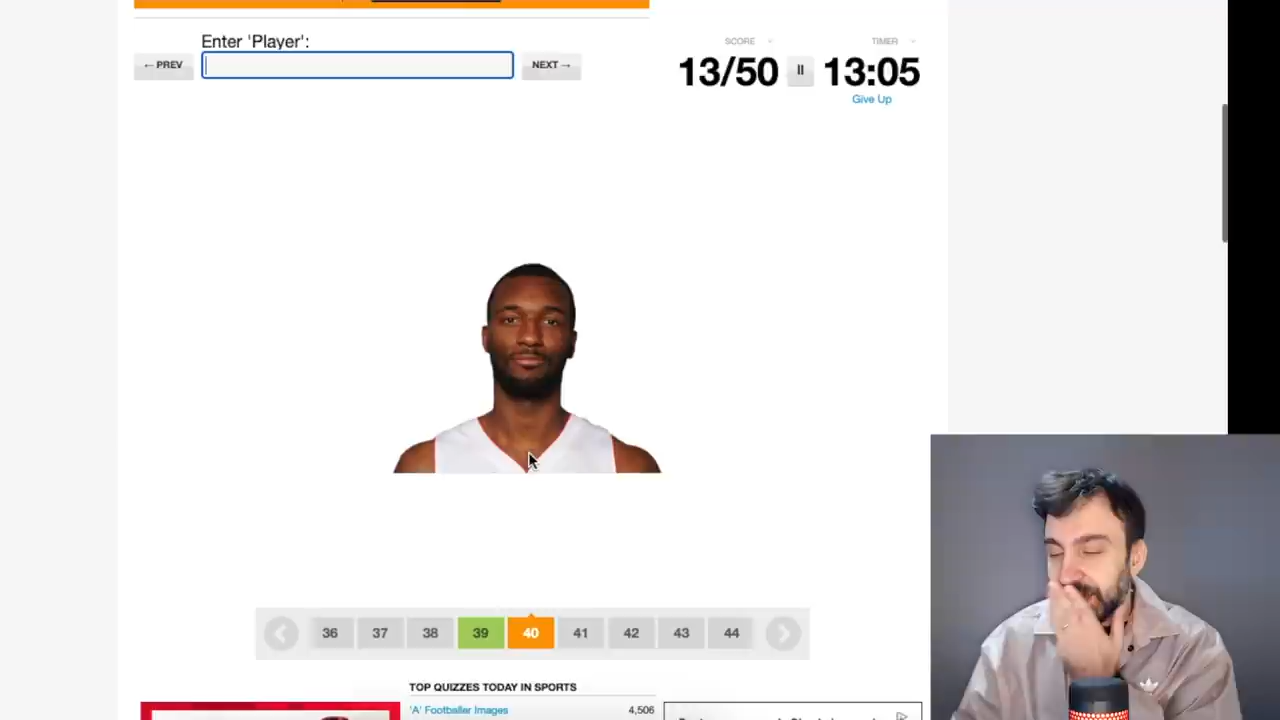 Enter 'Player':
← PREV
NEXT →
SCORE
TIMER
13/50
13:05
Give Up
36 37 38 39 40 41 42 43 44
TOP QUIZZES TODAY IN SPORTS
'A' Footballer Images 4,506